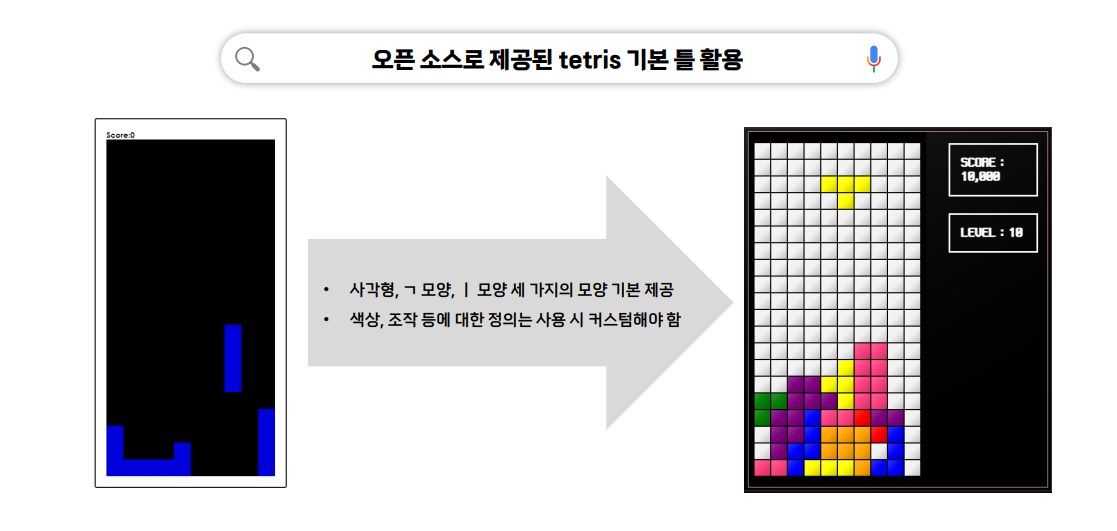 오픈 소스로 제공된 tetris 기본 틀 활용
Score:0
• 사각형, ㄱ 모양, ㅣ 모양 세 가지의 모양 기본 제공
• 색상, 조작 등에 대한 정의는 사용 시 커스텀해야 함
SCORE :
10,000
LEVEL : 10